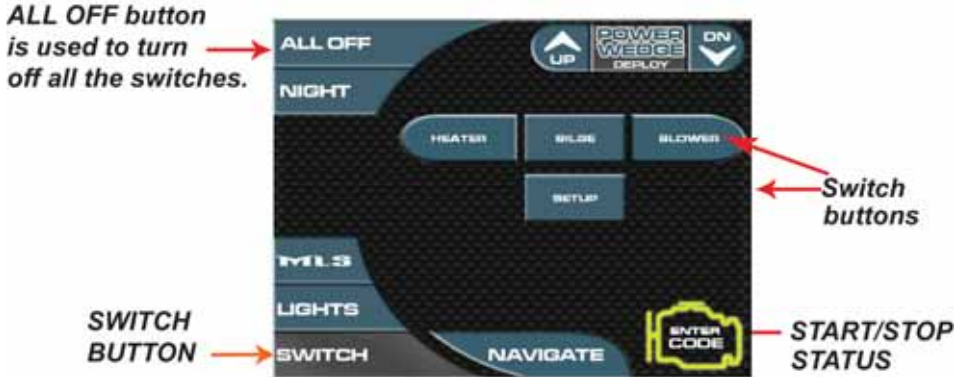 ALL OFF button
is used to turn
off all the switches.
ALL OFF
NIGHT
UP
POWER
WEDGE
DEPLOY
DN
HEATER
BILGE
BLOWER
SETUP
Switch
buttons
MLS
LIGHTS
SWITCH
SWITCH
BUTTON
NAVIGATE
ENTER
CODE
START/STOP
STATUS